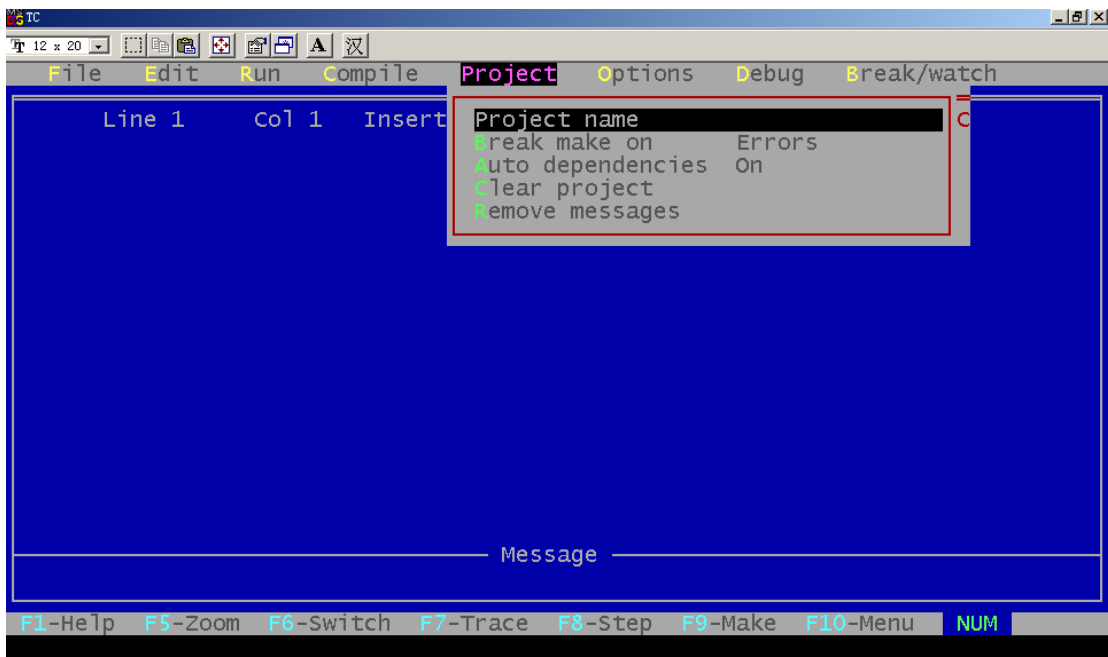 TC
12 x 20 A 汉
File Edit Run Compile Project Options Debug Break/watch
Line 1 Col 1 Insert C
Project name
Break make on Errors
Auto dependencies On
Clear project
Remove messages
Message
F1-Help F5-Zoom F6-Switch F7-Trace F8-Step F9-Make F10-Menu NUM